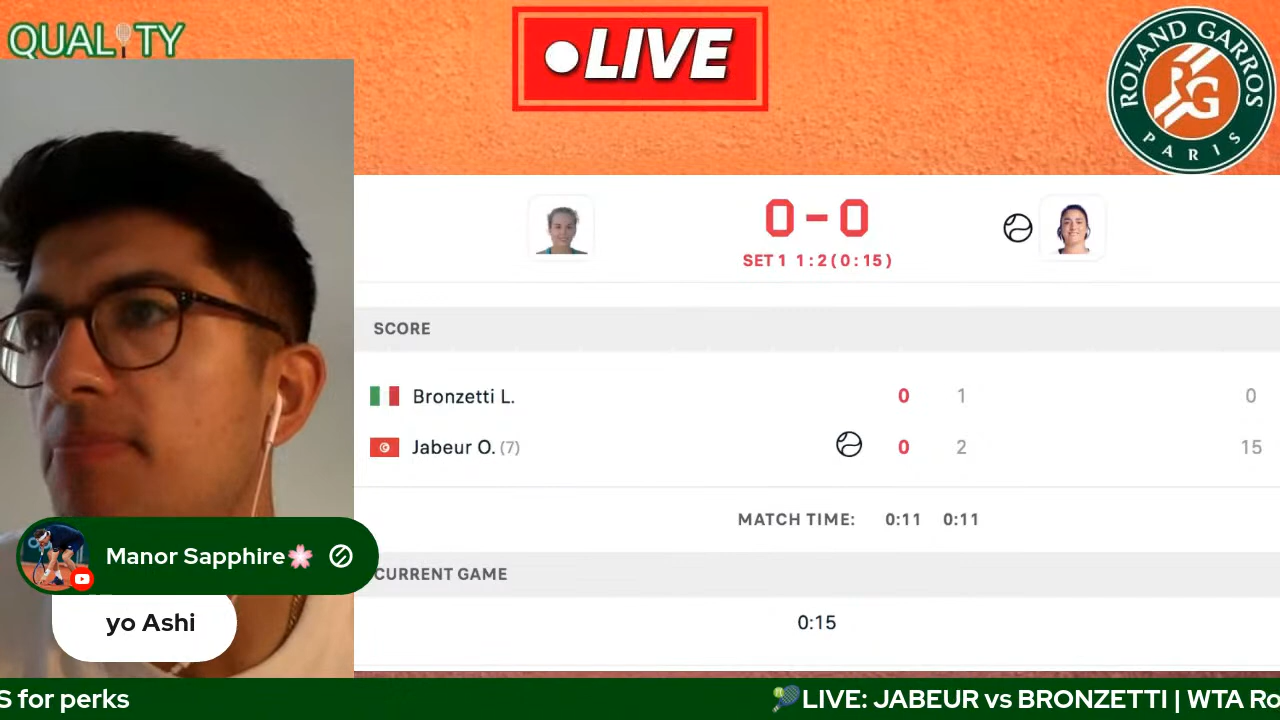 QUALITY
LIVE
ROLAND GARROS
PARIS
RG
0 - 0
SET 1 1 : 2 ( 0 : 15 )
SCORE
Bronzetti L. 0 1 0
Jabeur O. (7) 0 2 15
MATCH TIME: 0:11 0:11
CURRENT GAME
0:15
Manor Sapphire🌸
yo Ashi
S for perks
🎾LIVE: JABEUR vs BRONZETTI | WTA Ro